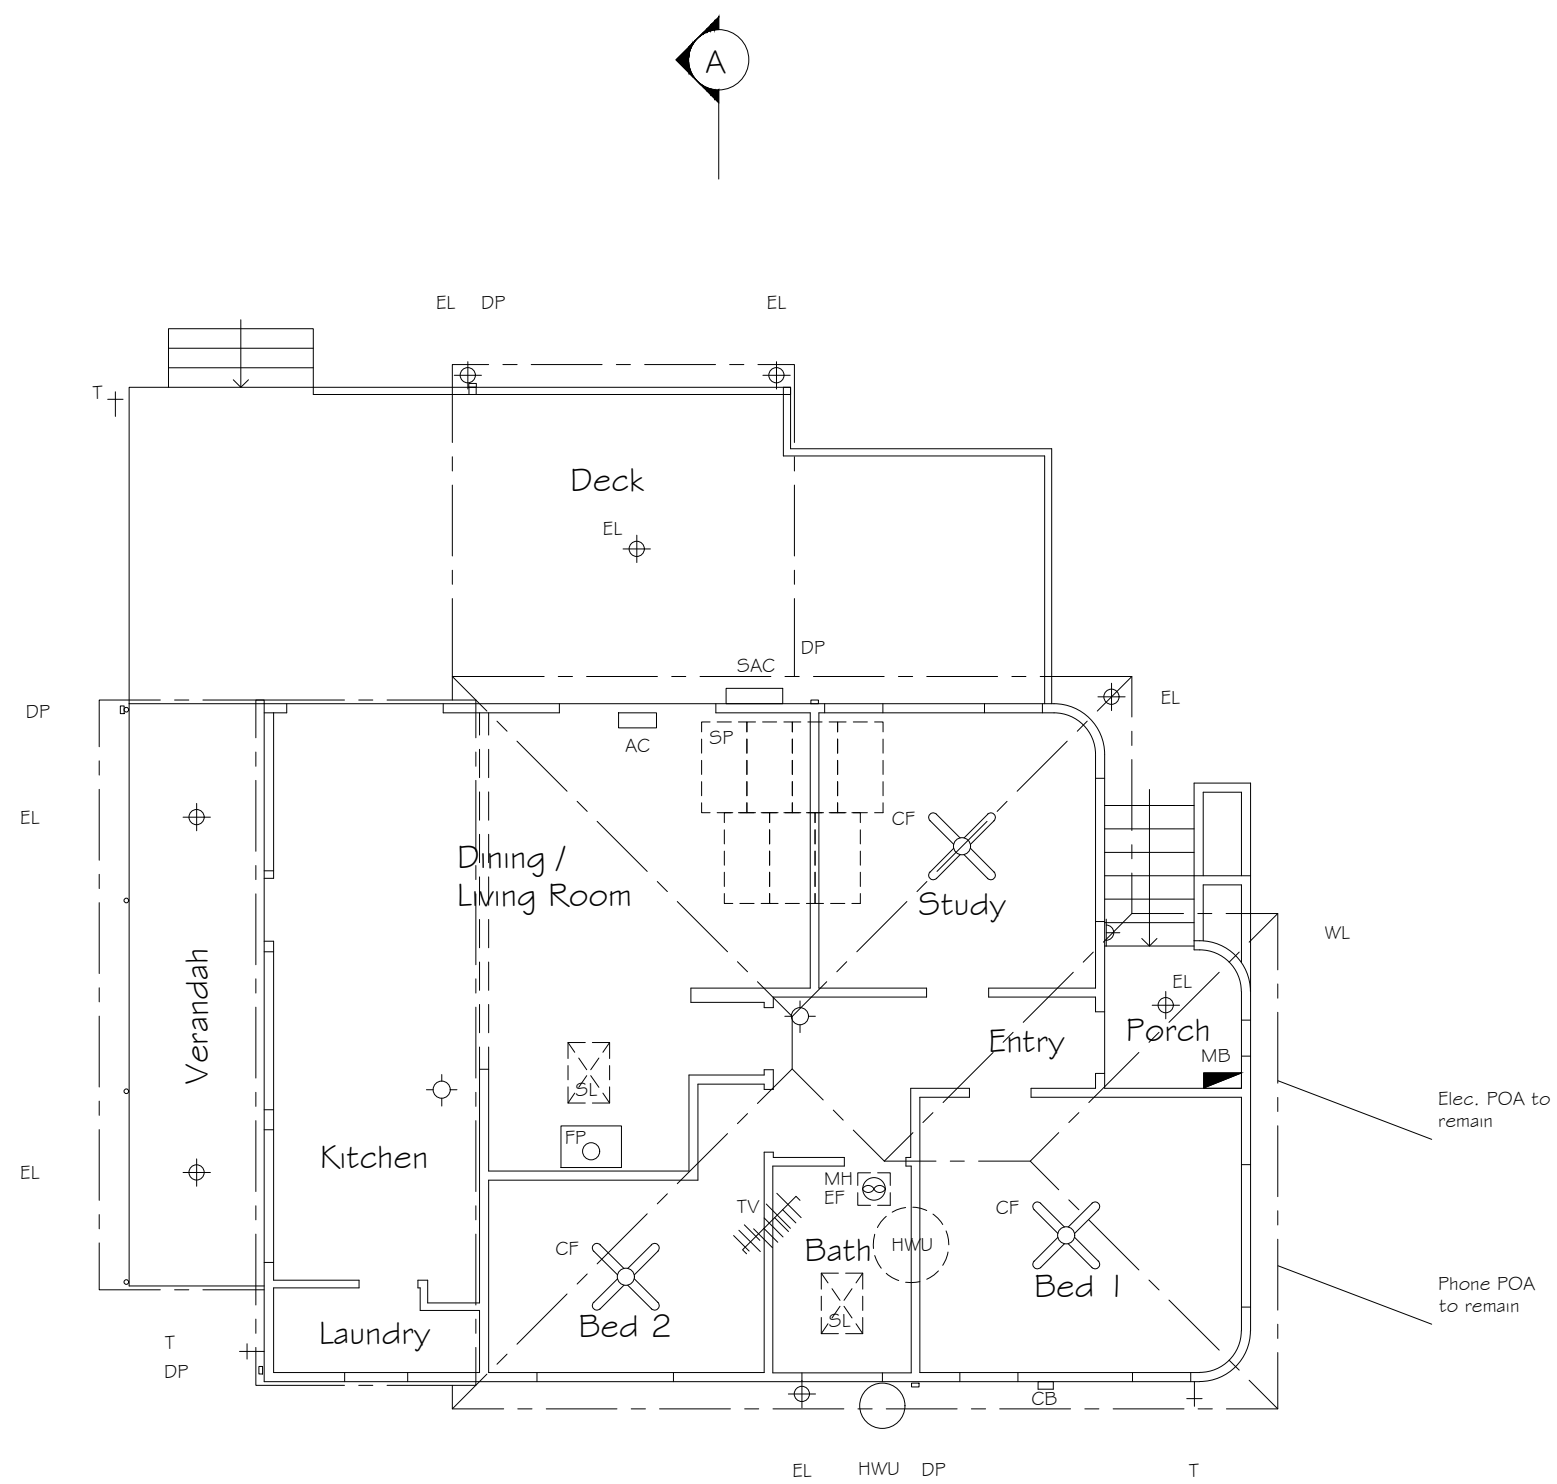 A
EL DP EL
T
Deck
EL
DP
SAC
DP
EL
SP
AC
EL
CF
Dining /
Living Room
Study
WL
Verandah
EL
Porch
Entry
MB
SL
Elec. POA to
remain
FP
Kitchen
EL
MH
EF
TV
CF
CF
Bath
HWU
Bed 1
Phone POA
to remain
SL
Bed 2
Laundry
T
DP
CB
EL HWU DP T